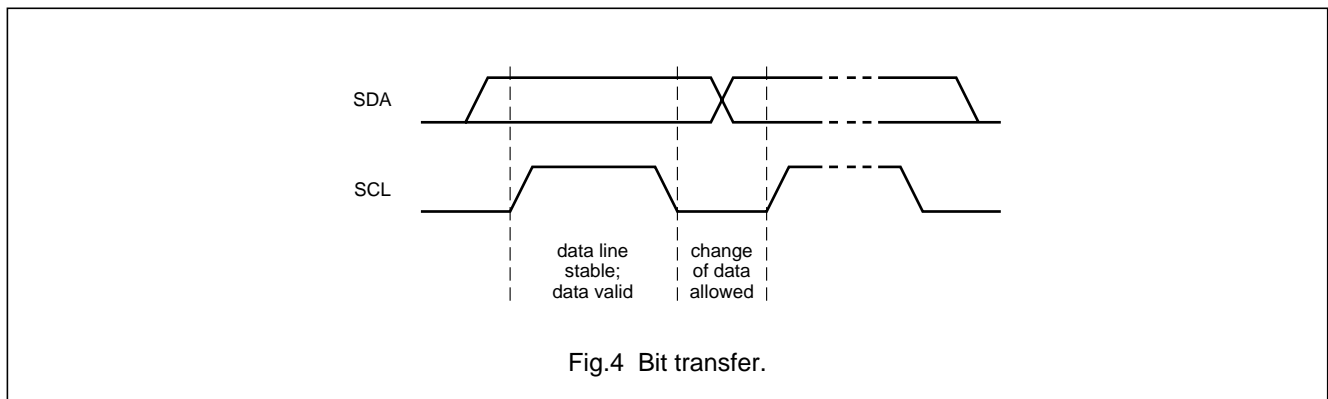 SDA
SCL
data line
stable;
data valid
change
of data
allowed
Fig.4 Bit transfer.